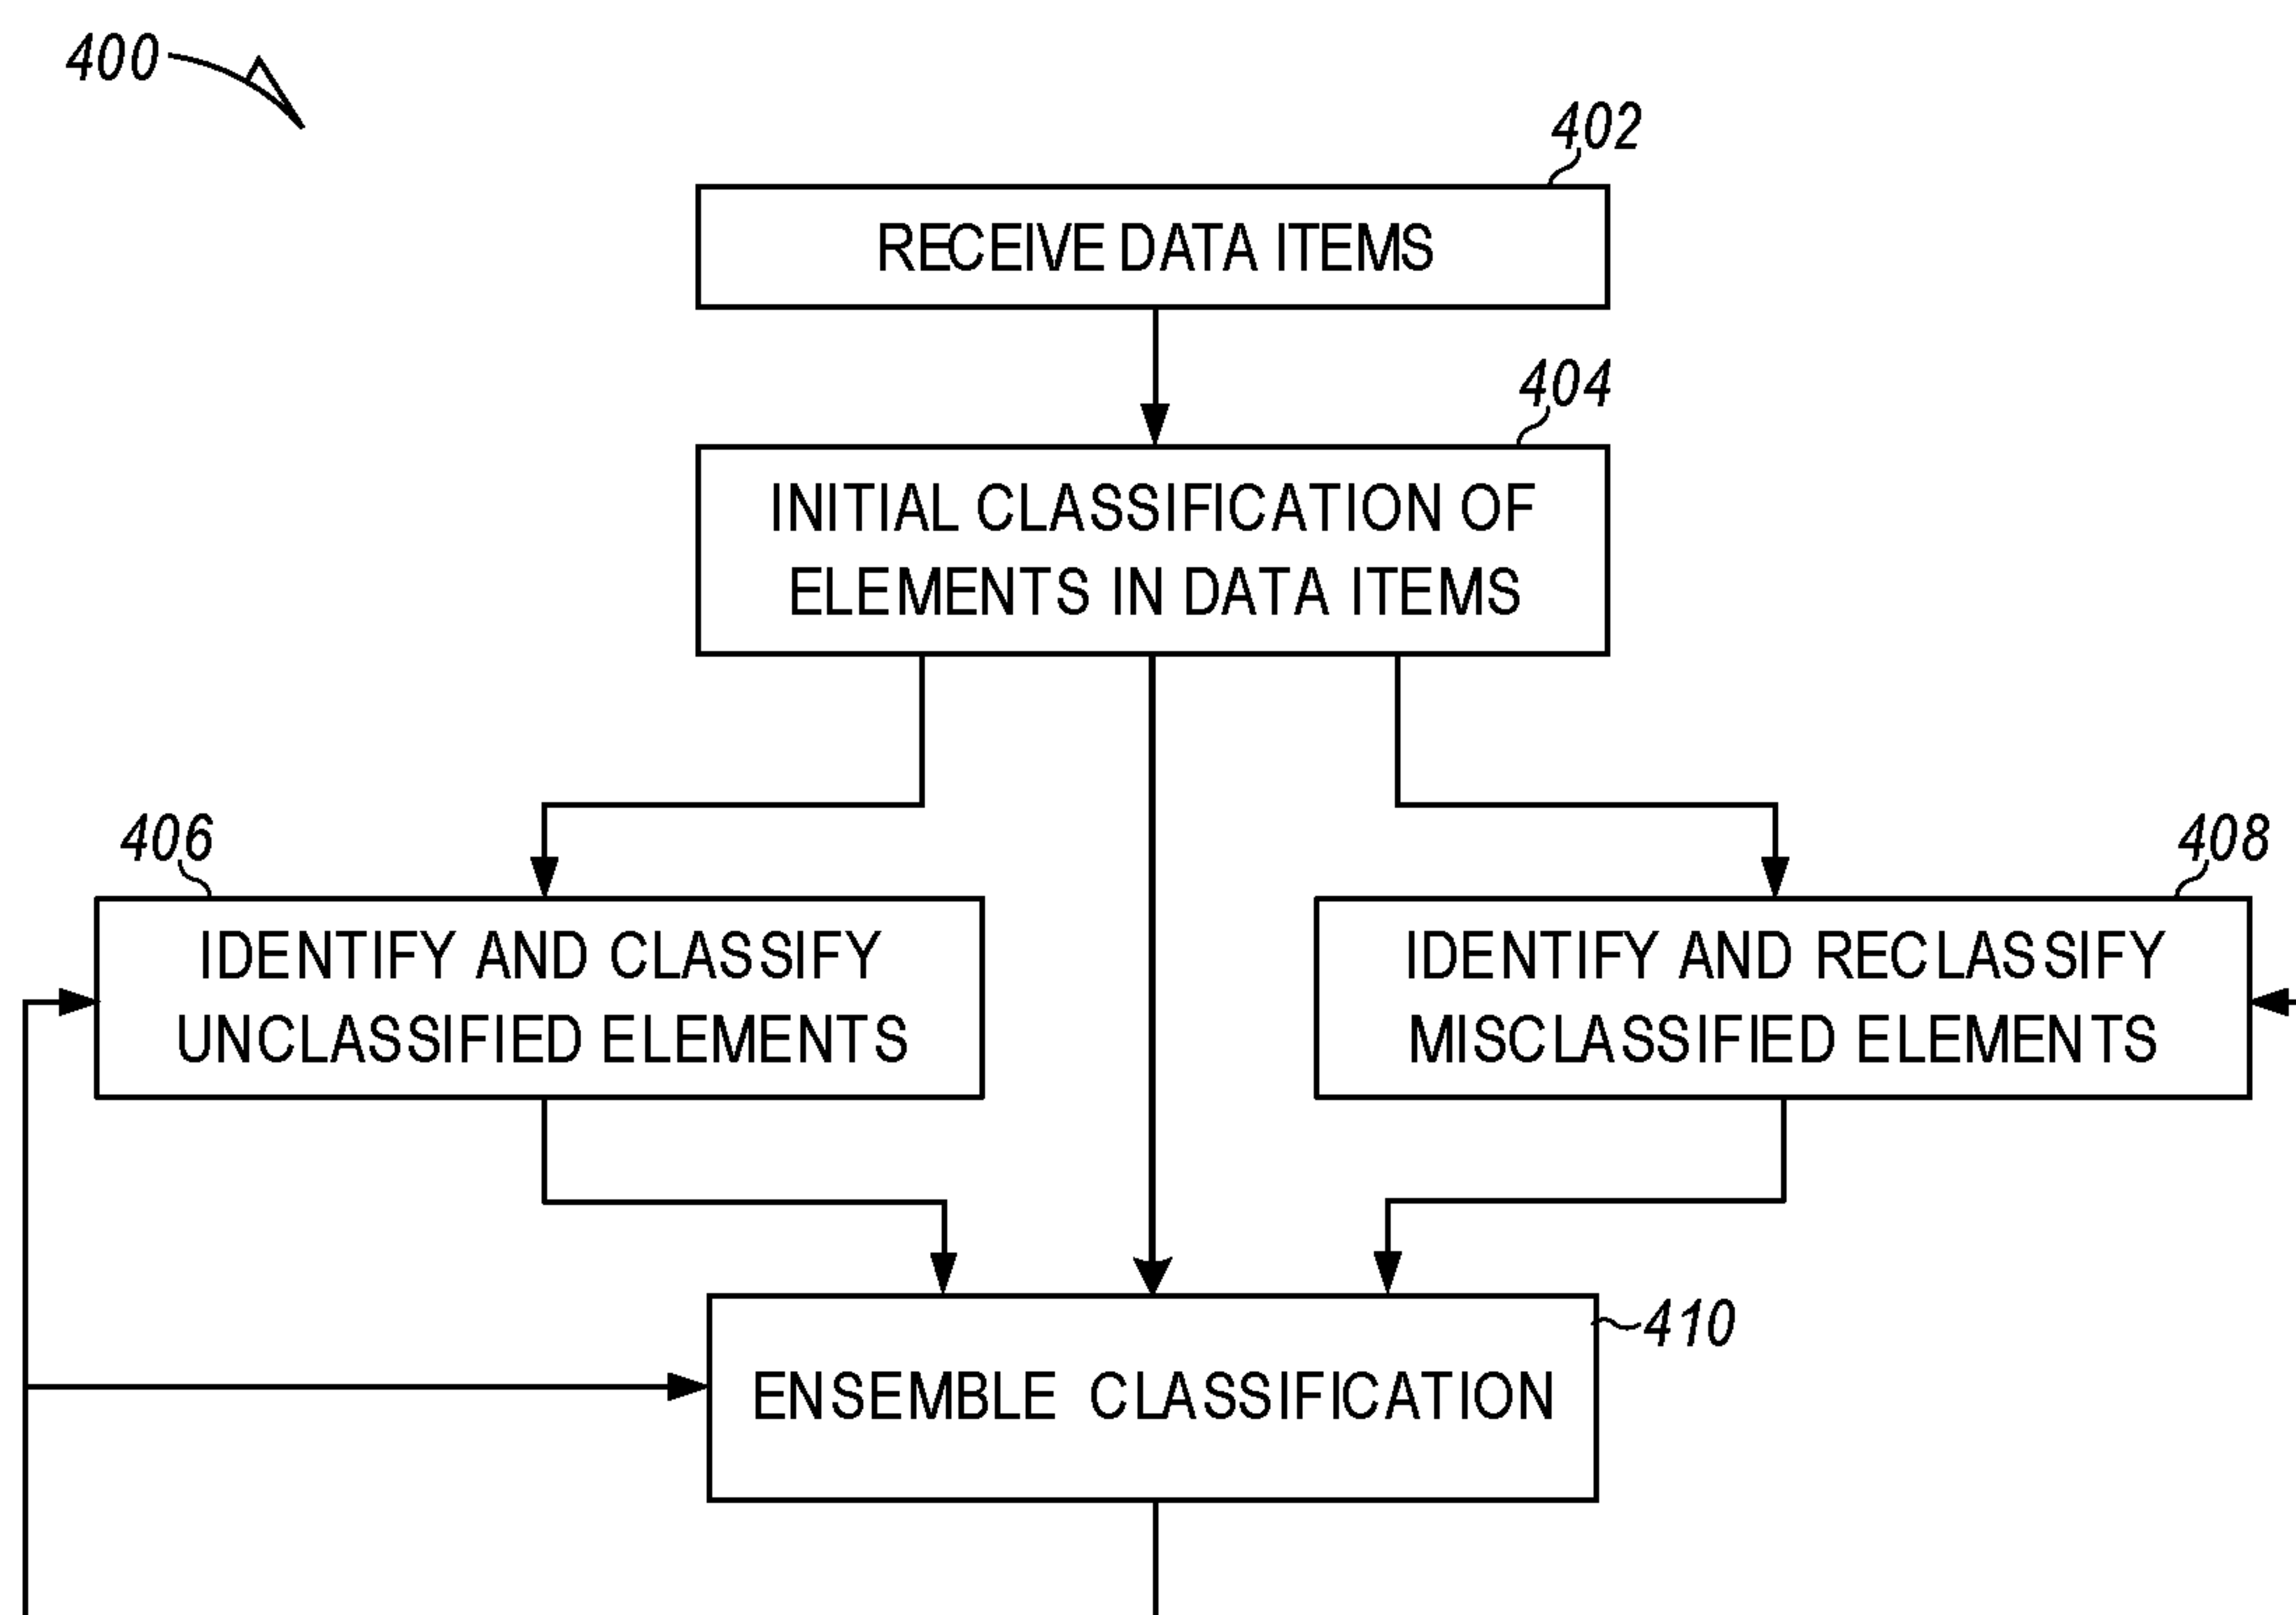 400
402
RECEIVE DATA ITEMS
404
INITIAL CLASSIFICATION OF
ELEMENTS IN DATA ITEMS
406
IDENTIFY AND CLASSIFY
UNCLASSIFIED ELEMENTS
408
IDENTIFY AND RECLASSIFY
MISCLASSIFIED ELEMENTS
410
ENSEMBLE CLASSIFICATION